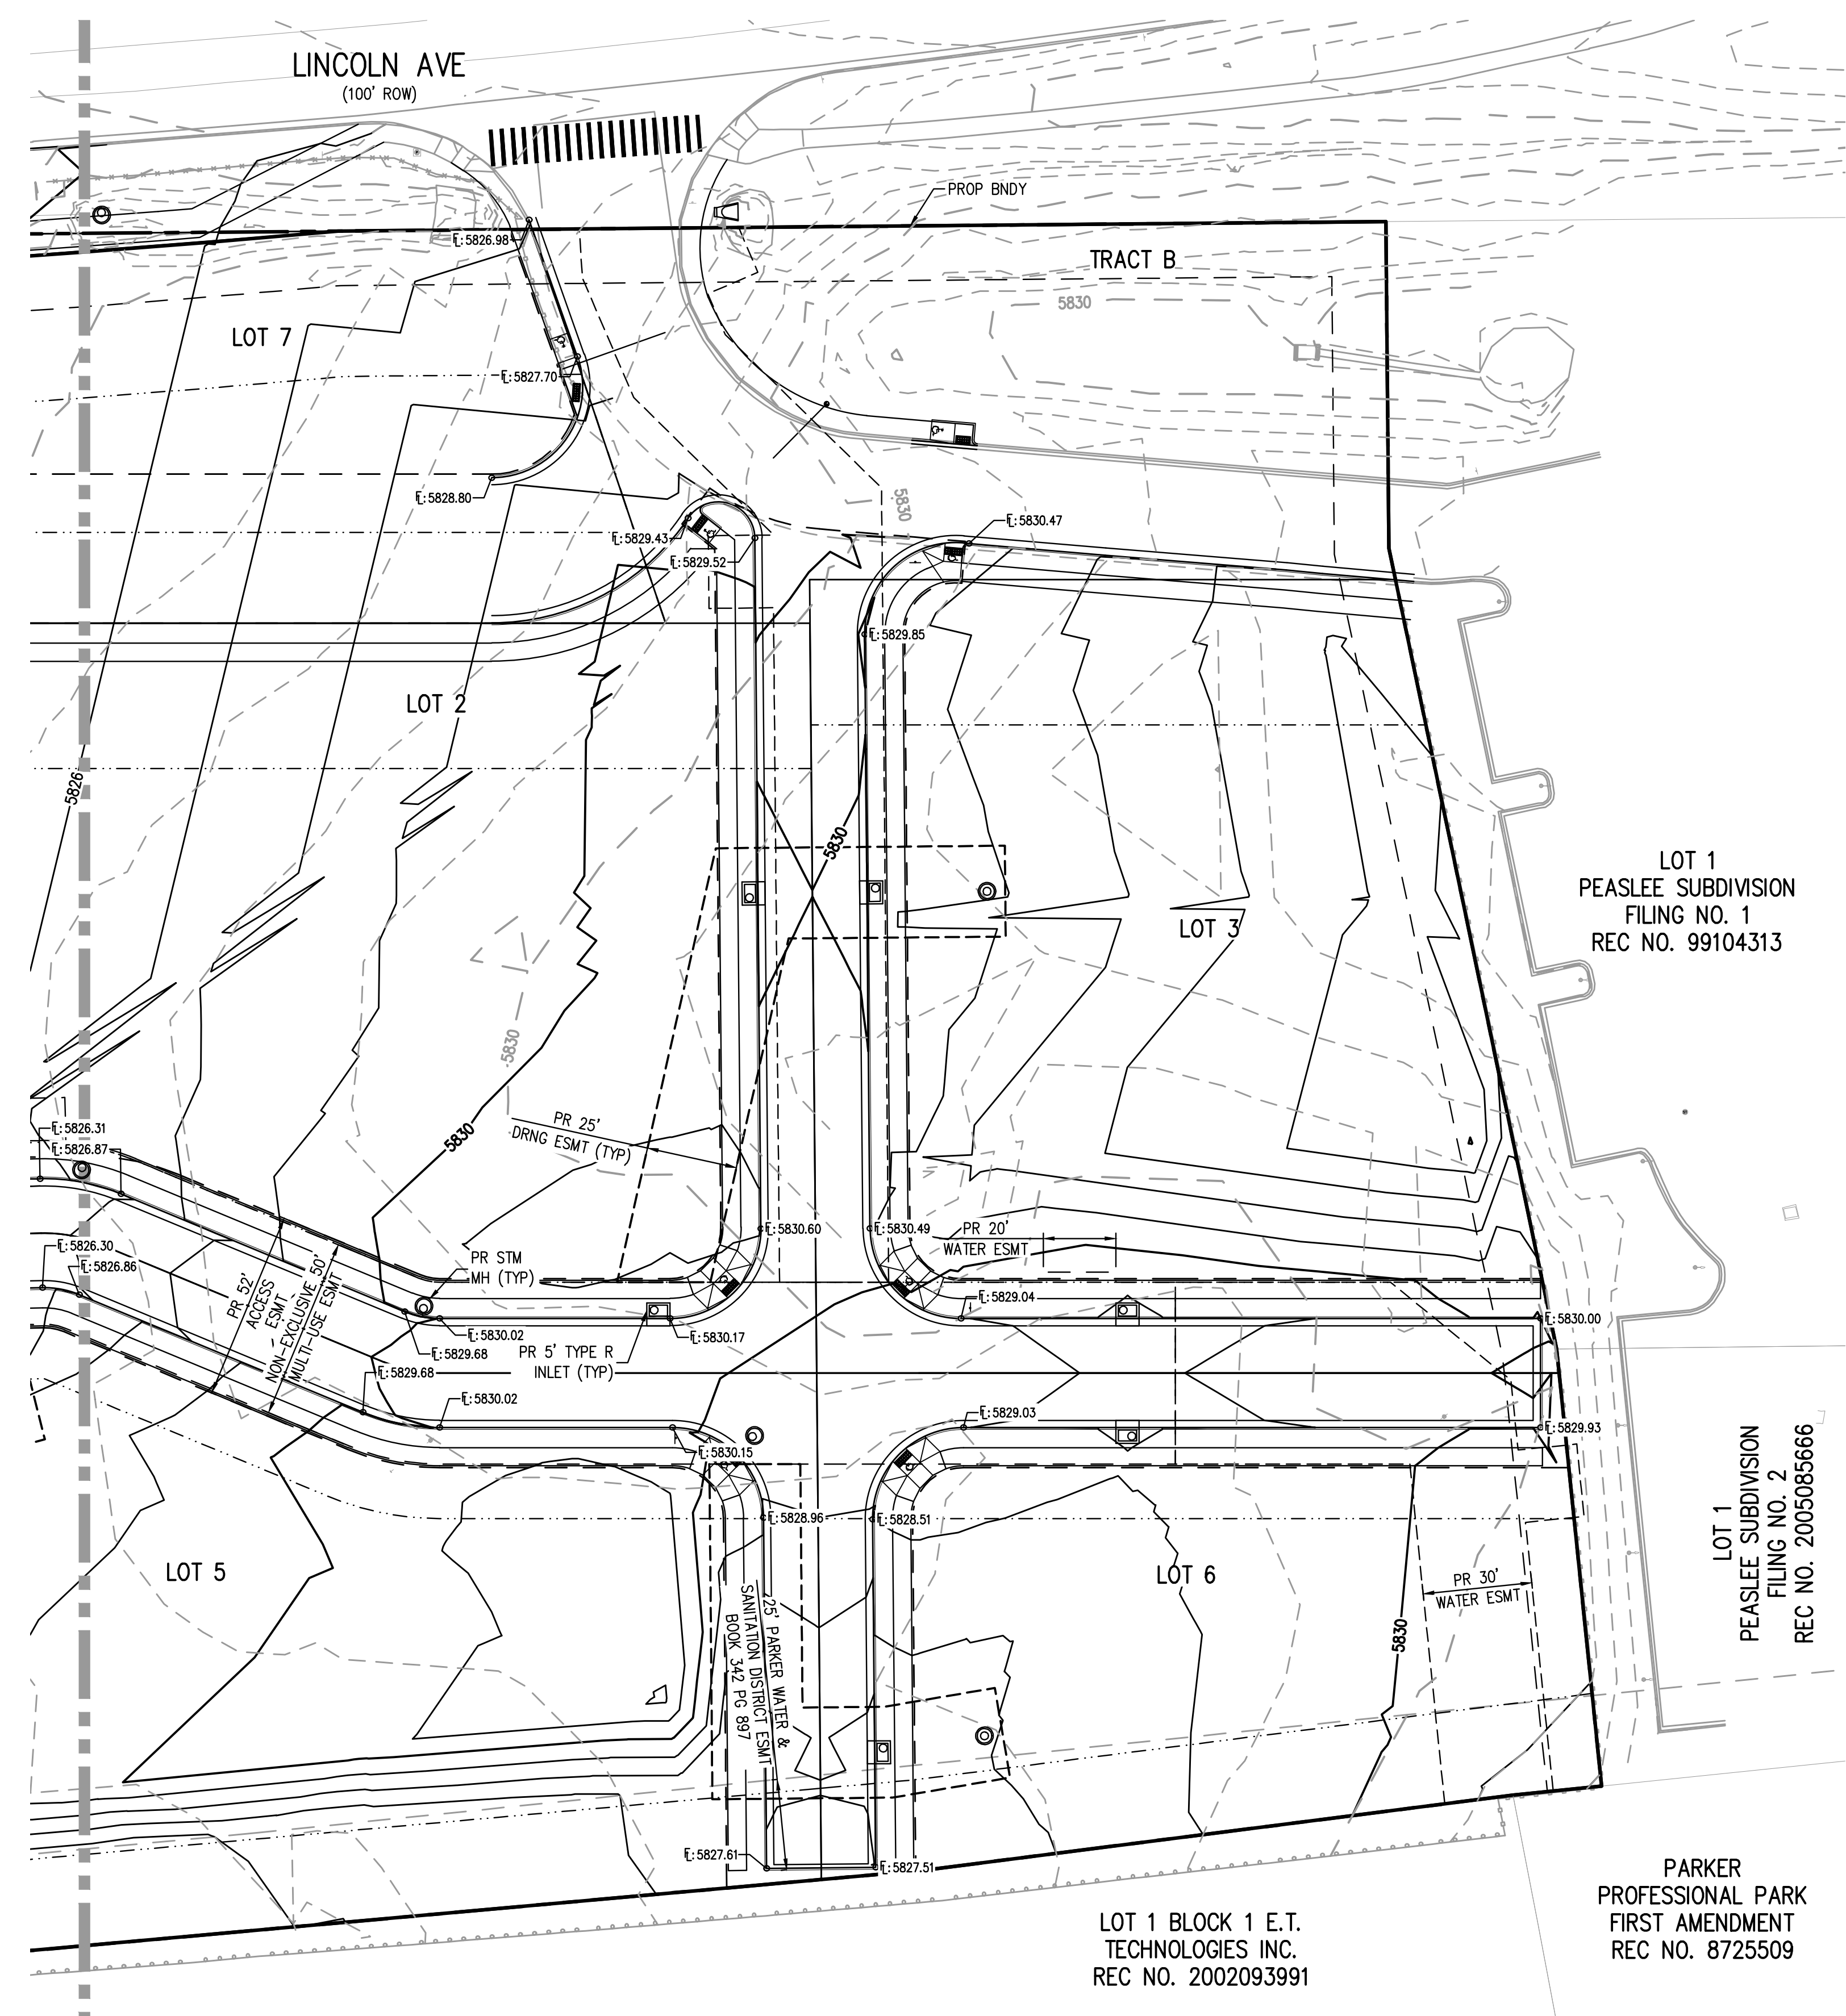 LINCOLN AVE
(100' ROW)
PROP BNDY
TRACT B
FL:5826.98
5830
LOT 7
FL:5827.70
FL:5828.80
5830
FL:5830.47
FL:5829.43
FL:5829.52
FL:5829.85
LOT 2
5826
5830
LOT 1
PEASLEE SUBDIVISION
FILING NO. 1
REC NO. 99104313
LOT 3
5830
5830
PR 25'
DRNG ESMT (TYP)
FL:5826.31
FL:5826.87
FL:5830.60
FL:5830.49
PR 20'
WATER ESMT
FL:5826.30
FL:5826.86
PR STM
MH (TYP)
PR 52'
ACCESS
ESMT
NON-EXCLUSIVE 50'
MULTI-USE ESMT
FL:5829.04
FL:5830.00
FL:5830.02
FL:5830.17
FL:5829.68
PR 5' TYPE R
INLET (TYP)
FL:5829.68
FL:5830.02
FL:5829.03
FL:5829.93
FL:5830.15
FL:5828.96
FL:5828.51
LOT 5
LOT 6
PR 30'
WATER ESMT
5830
LOT 1
PEASLEE SUBDIVISION
FILING NO. 2
REC NO. 2005085666
25' PARKER WATER &
SANITATION DISTRICT ESMT
BOOK 342 PG 897
FL:5827.61
FL:5827.51
PARKER
PROFESSIONAL PARK
FIRST AMENDMENT
REC NO. 8725509
LOT 1 BLOCK 1 E.T.
TECHNOLOGIES INC.
REC NO. 2002093991